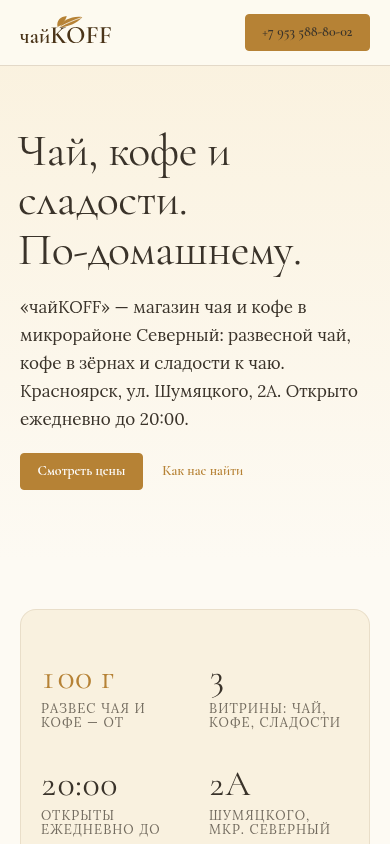 чайKOFF
+7 953 588-80-02
Чай, кофе и
сладости.
По-домашнему.
«чайKOFF» — магазин чая и кофе в
микрорайоне Северный: развесной чай,
кофе в зёрнах и сладости к чаю.
Красноярск, ул. Шумяцкого, 2А. Открыто
ежедневно до 20:00.
Смотреть цены
Как нас найти
100 г
РАЗВЕС ЧАЯ И
КОФЕ — ОТ
3
ВИТРИНЫ: ЧАЙ,
КОФЕ, СЛАДОСТИ
20:00
ОТКРЫТЫ
ЕЖЕДНЕВНО ДО
2А
ШУМЯЦКОГО,
МКР. СЕВЕРНЫЙ